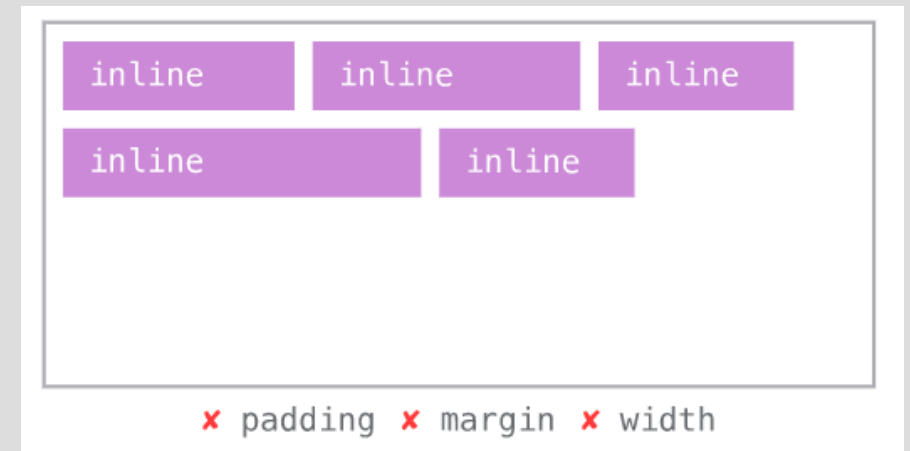 inline inline inline
inline inline
✘ padding ✘ margin ✘ width